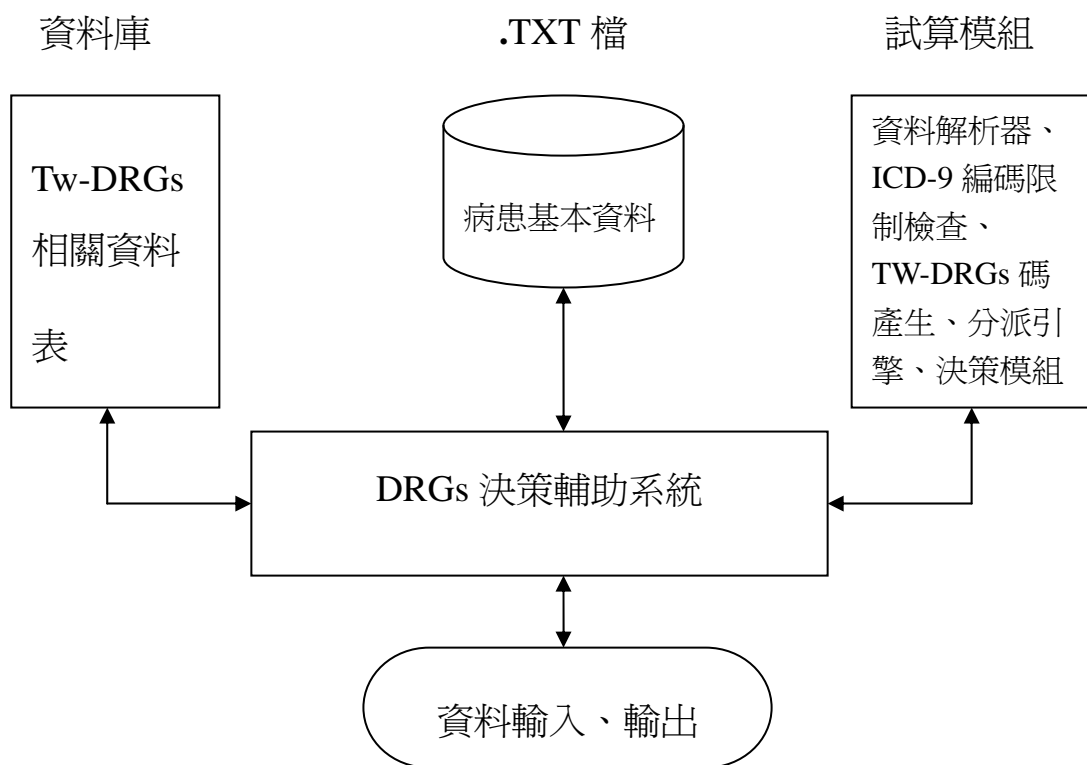 資料庫
.TXT 檔
試算模組
Tw-DRGs
相關資料
表
病患基本資料
資料解析器、
ICD-9 編碼限
制檢查、
TW-DRGs 碼
產生、分派引
擎、決策模組
DRGs 決策輔助系統
資料輸入、輸出